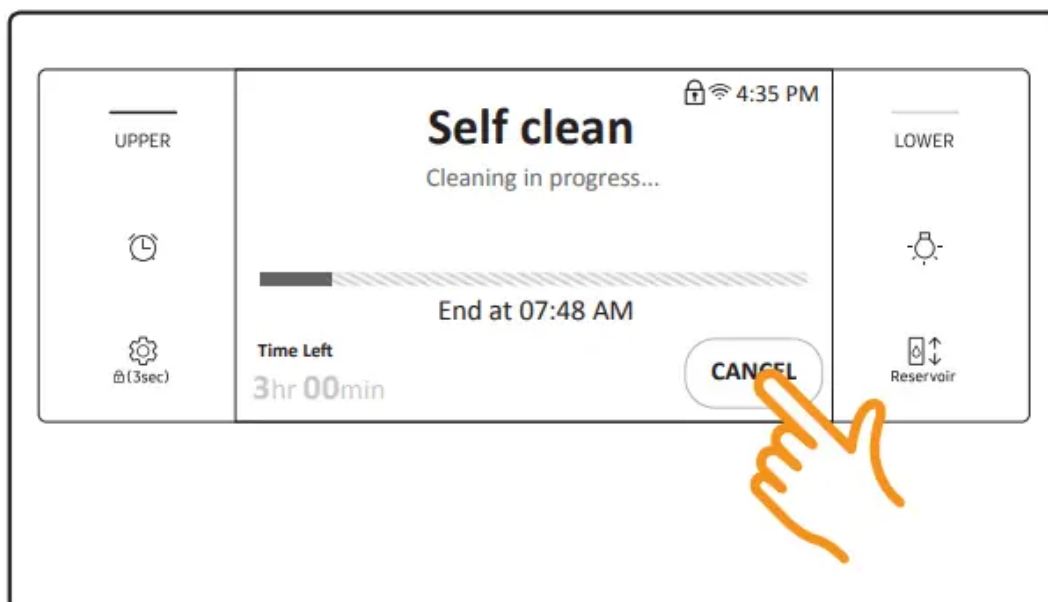 UPPER
(3sec)
4:35 PM
Self clean
Cleaning in progress...
End at 07:48 AM
Time Left
3hr 00min
CANCEL
LOWER
Reservoir